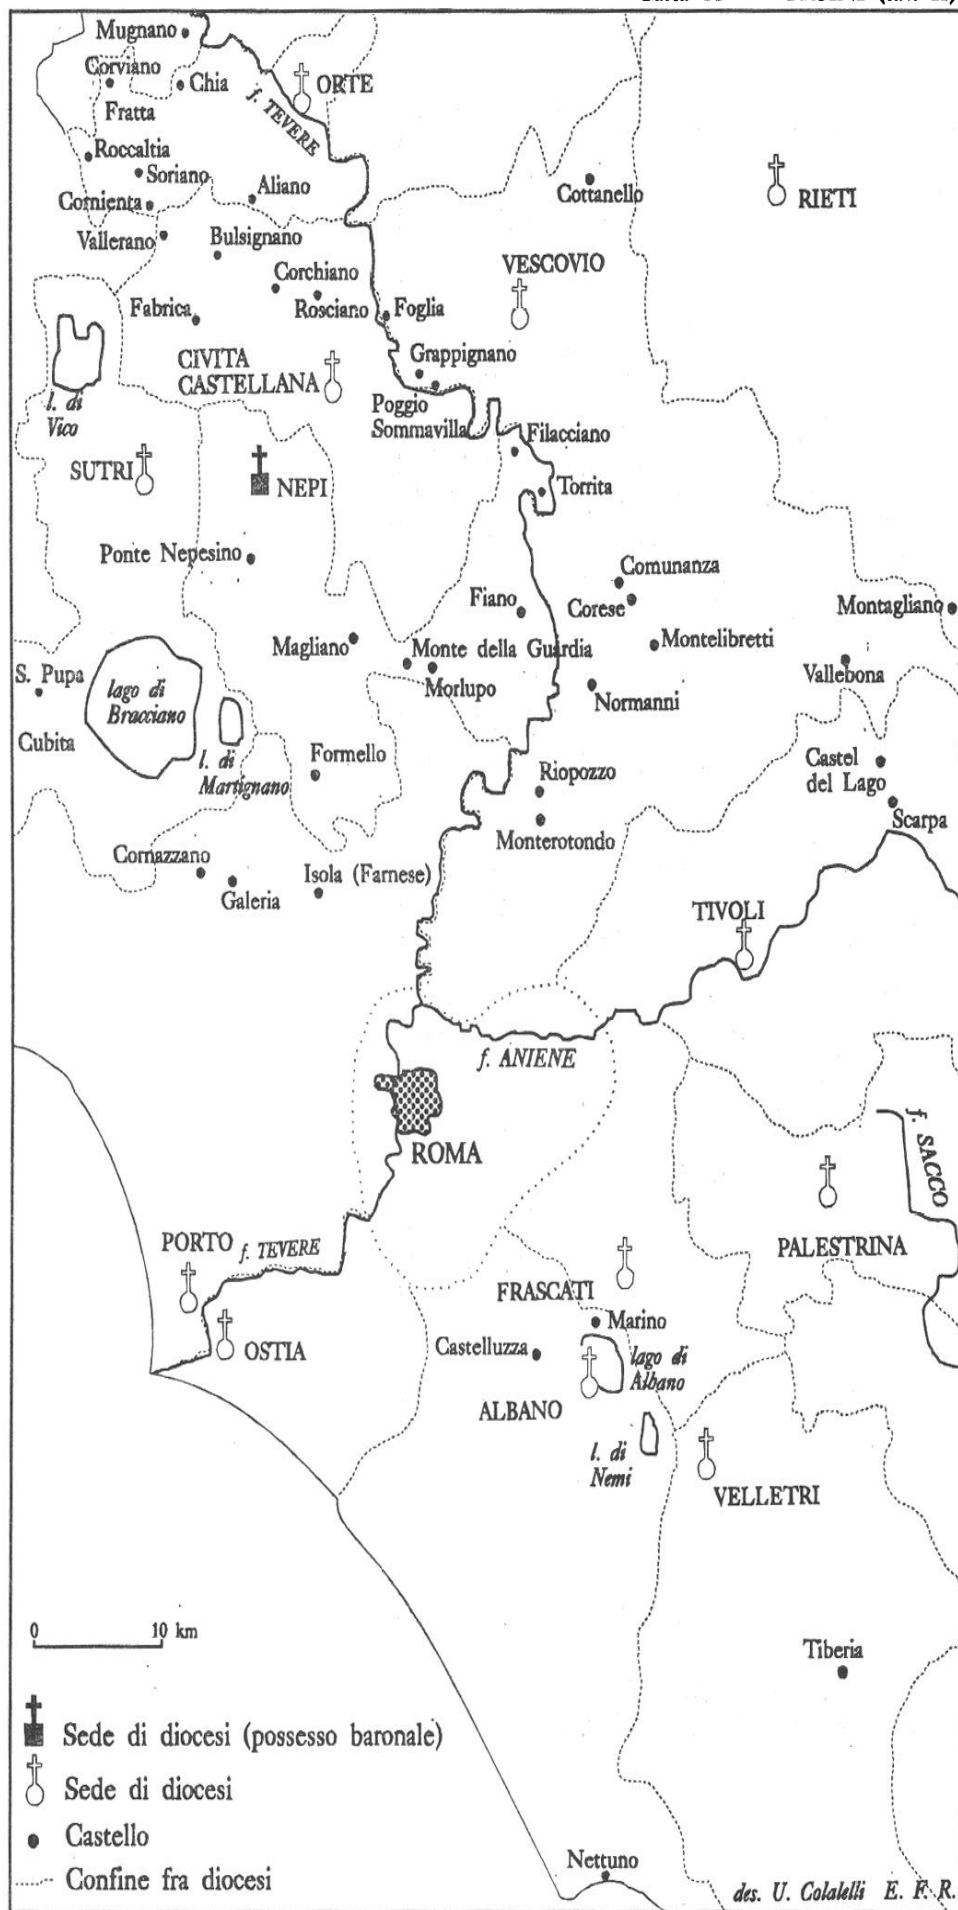 Mugnano
Corviano
Chia
ORTE
Fratta
f. TEVERE
Roccaltia
Soriano
Cottanello
RIETI
Cornienta
Aliano
Vallerano
Bulsignano
VESCOVIO
Corchiano
Fabrica
Rosciano
Foglia
CIVITA
CASTELLANA
Grappignano
l. di
Vico
Poggio
Sommavilla
Filacciano
SUTRI
NEPI
Torrita
Ponte Nepesino
Comunanza
Fiano
Corese
Montagliano
Magliano
Monte della Guardia
Montelibretti
S. Pupa
Morlupo
Vallebona
lago di
Bracciano
Normanni
Cubita
l. di
Martignano
Formello
Riopozzo
Castel
del Lago
Scarpa
Cornazzano
Monterotondo
Isola (Farnese)
Galeria
TIVOLI
f. ANIENE
f. SACCO
ROMA
PORTO
f. TEVERE
PALESTRINA
FRASCATI
Marino
OSTIA
Castelluzza
lago di
Albano
ALBANO
l. di
Nemi
VELLETRI
0 10 km
Tiberia
Sede di diocesi (possesso baronale)
Sede di diocesi
Castello
Confine fra diocesi
Nettuno
des. U. Colalelli E. F. R.